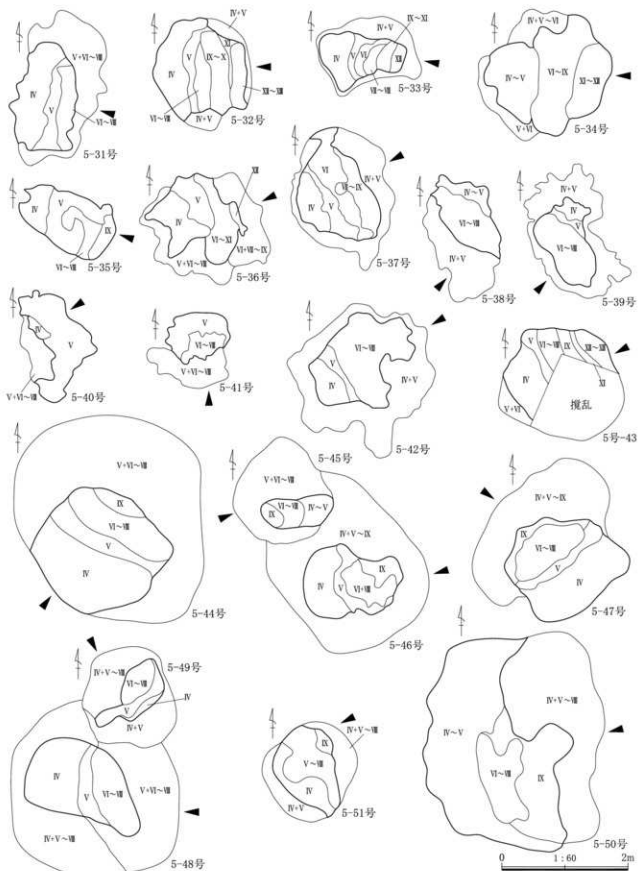 V+VI～VIII
IV
V
VI～VIII
5-31号
IV+V
XI
V
IX～X
IV
XII～XIII
VI～VIII
IV+V
5-32号
IX～XI
IV+V
IV
V
VI
XII
VII～VIII
5-33号
IV+V～VI
IV～V
VI～IX
XI～XII
V+VI
5-34号
V
IV
IX
VI～VIII
5-35号
XII
V
IV
VI～XI
V+VI～VIII
V+VII～IX
5-36号
VI
IV+V
VI～IX
IV
V
5-37号
IV～V
VI～VIII
IV+V
5-38号
IV+V
IV
V
VI～VIII
5-39号
IV
V
V+VI～VIII
5-40号
V
VI～VIII
V+VI～VIII
5-41号
VI～VIII
V
IV
IV+V
5-42号
V
VI～VIII
IX
XII～XIII
IV
XI
V+VI
撹乱
5号-43
V+VI～VIII
IX
VI～VIII
V
IV
5-44号
5-45号
V+VI～VIII
VI～VIII
IX
IV～V
IV+V～IX
IX
IV
V
VI～VIII
5-46号
IV+V～IX
IX
VI～VIII
V
IV
5-47号
5-49号
IV+V～VIII
VI～VIII
IV
V
IV+V
IV
V
VI～VIII
V+VI～VIII
IV+V～VIII
5-48号
IX
IV+V～VIII
V～VIII
IV
IV+V
5-51号
IV+V～VIII
IV～V
VI～VIII
IX
5-50号
0
1:60
2m